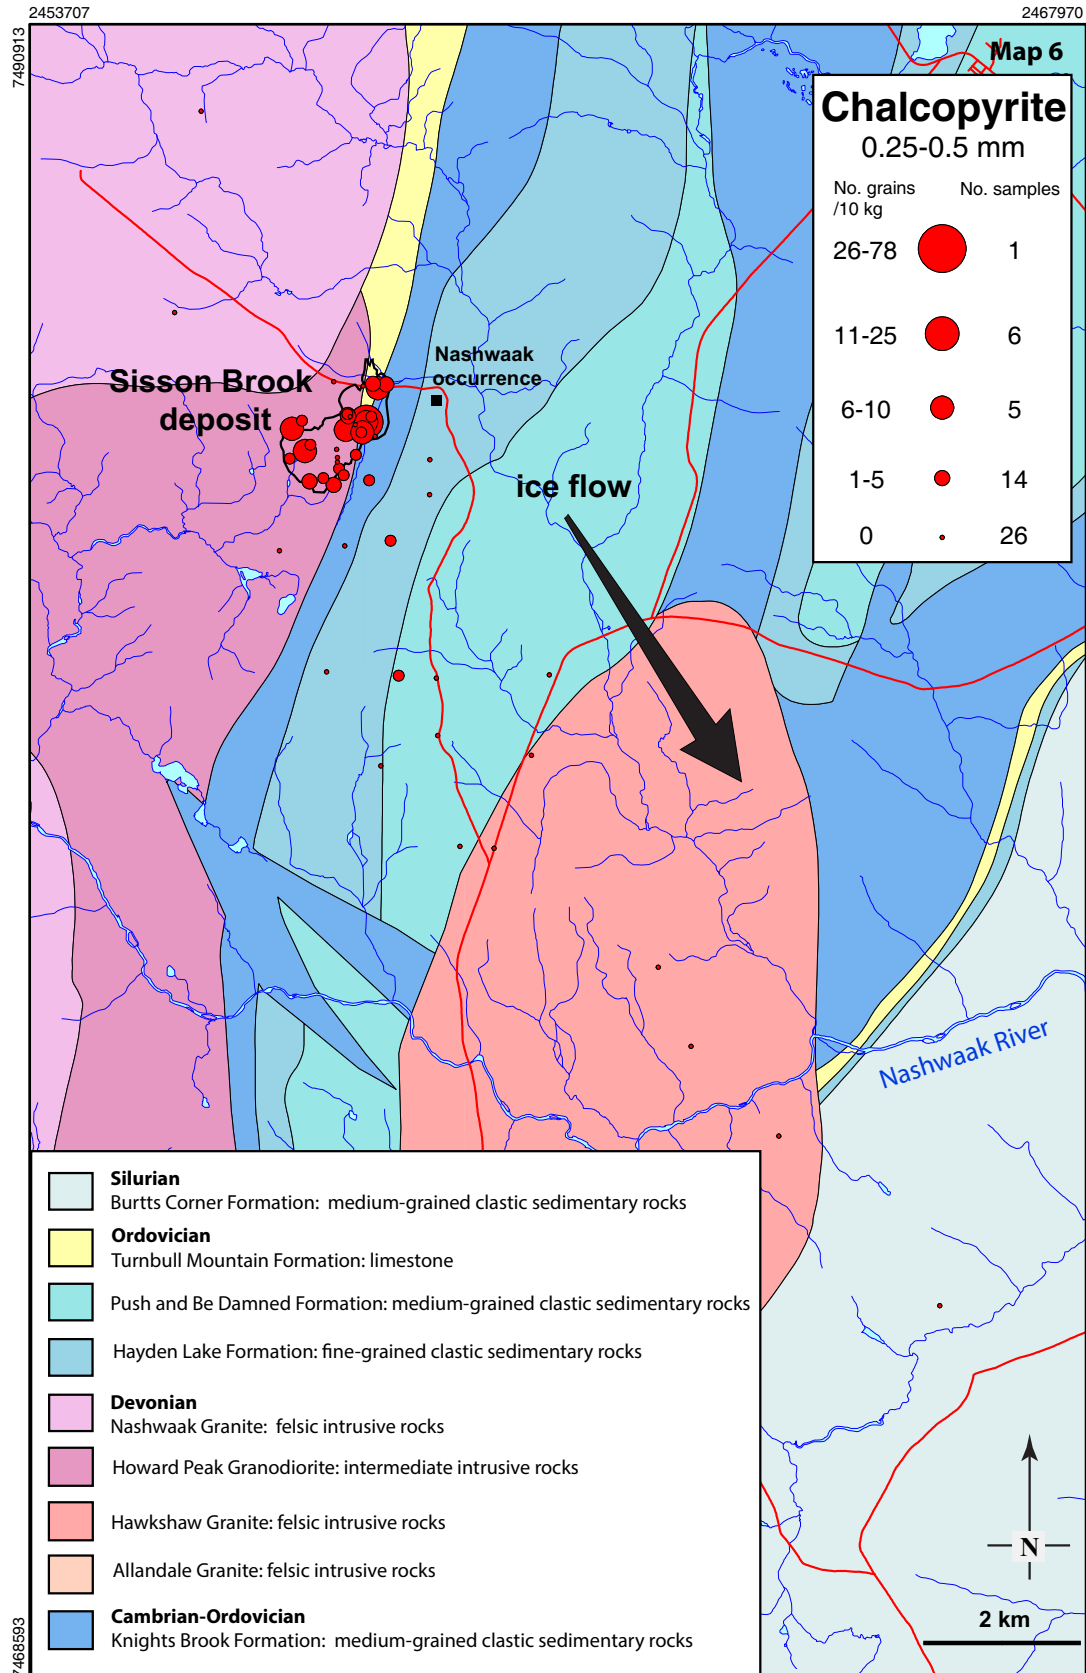 2453707
2467970
7490913
Map 6
Chalcopyrite
0.25-0.5 mm
No. grains
/10 kg
No. samples
26-78
1
11-25
6
6-10
5
1-5
14
0
26
Nashwaak
occurrence
Sisson Brook
deposit
ice flow
Nashwaak River
Silurian
Burtts Corner Formation: medium-grained clastic sedimentary rocks
Ordovician
Turnbull Mountain Formation: limestone
Push and Be Damned Formation: medium-grained clastic sedimentary rocks
Hayden Lake Formation: fine-grained clastic sedimentary rocks
Devonian
Nashwaak Granite: felsic intrusive rocks
Howard Peak Granodiorite: intermediate intrusive rocks
Hawkshaw Granite: felsic intrusive rocks
Allandale Granite: felsic intrusive rocks
Cambrian-Ordovician
Knights Brook Formation: medium-grained clastic sedimentary rocks
N
2 km
7468593